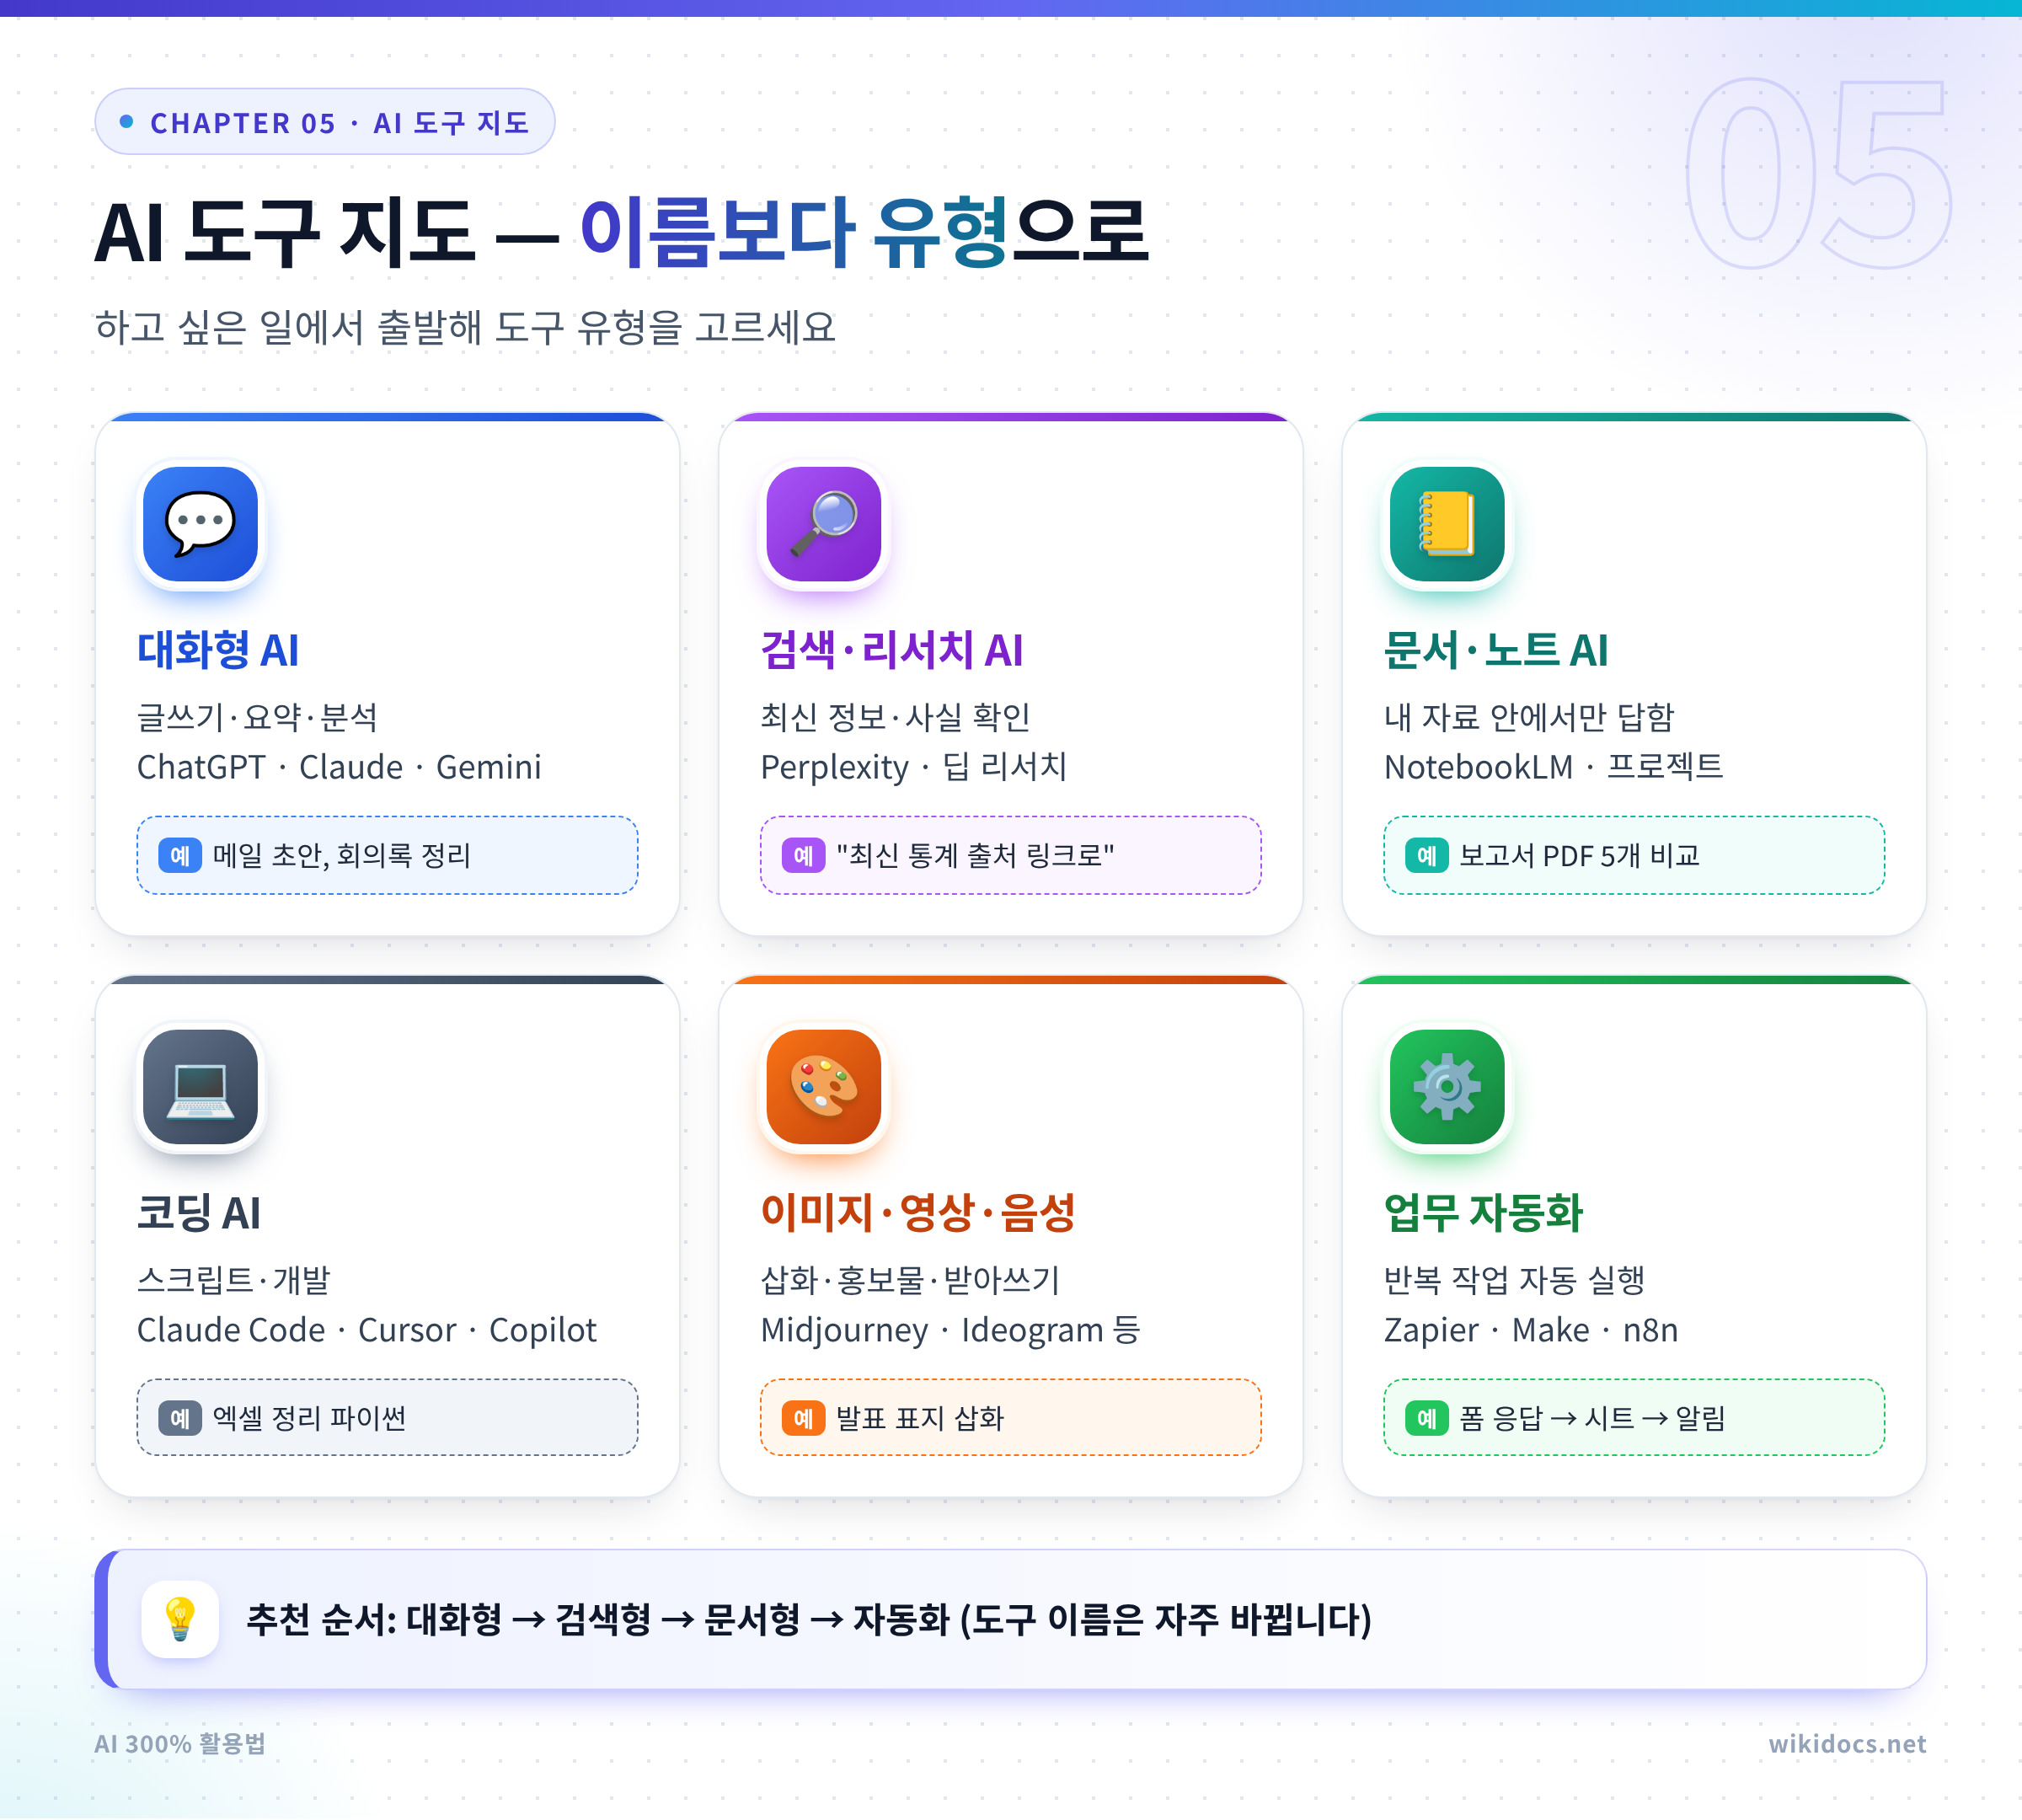 CHAPTER 05 · AI 도구 지도
05
AI 도구 지도 — 이름보다 유형으로
하고 싶은 일에서 출발해 도구 유형을 고르세요
대화형 AI
글쓰기·요약·분석
ChatGPT · Claude · Gemini
예 메일 초안, 회의록 정리
검색·리서치 AI
최신 정보·사실 확인
Perplexity · 딥 리서치
예 "최신 통계 출처 링크로"
문서·노트 AI
내 자료 안에서만 답함
NotebookLM · 프로젝트
예 보고서 PDF 5개 비교
코딩 AI
스크립트·개발
Claude Code · Cursor · Copilot
예 엑셀 정리 파이썬
이미지·영상·음성
삽화·홍보물·받아쓰기
Midjourney · Ideogram 등
예 발표 표지 삽화
업무 자동화
반복 작업 자동 실행
Zapier · Make · n8n
예 폼 응답 → 시트 → 알림
추천 순서: 대화형 → 검색형 → 문서형 → 자동화 (도구 이름은 자주 바뀝니다)
AI 300% 활용법
wikidocs.net